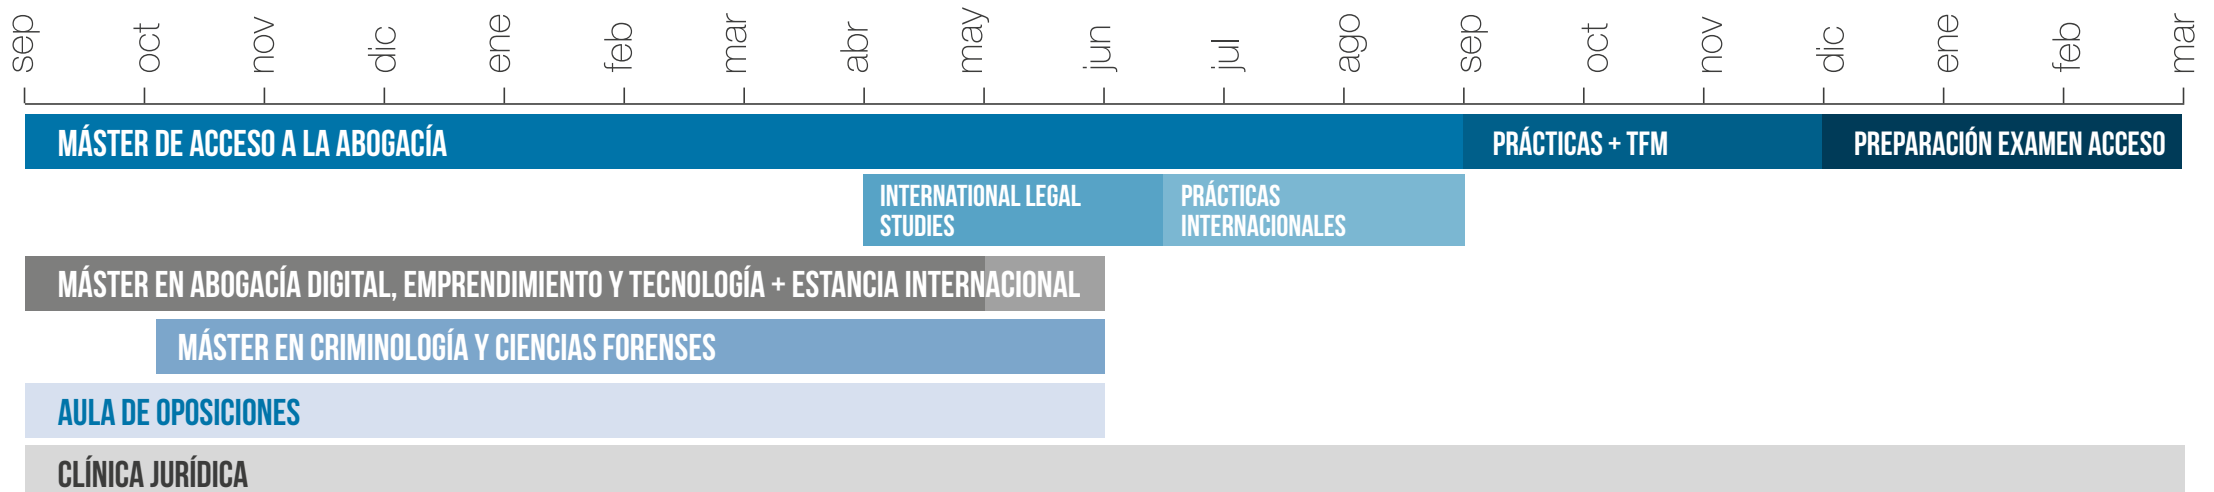 sep oct nov dic ene feb mar abr may jun jul ago sep oct nov dic ene feb mar
MÁSTER DE ACCESO A LA ABOGACÍA PRÁCTICAS + TFM PREPARACIÓN EXAMEN ACCESO
INTERNATIONAL LEGAL
STUDIES
PRÁCTICAS
INTERNACIONALES
MÁSTER EN ABOGACÍA DIGITAL, EMPRENDIMIENTO Y TECNOLOGÍA + ESTANCIA INTERNACIONAL
MÁSTER EN CRIMINOLOGÍA Y CIENCIAS FORENSES
AULA DE OPOSICIONES
CLÍNICA JURÍDICA